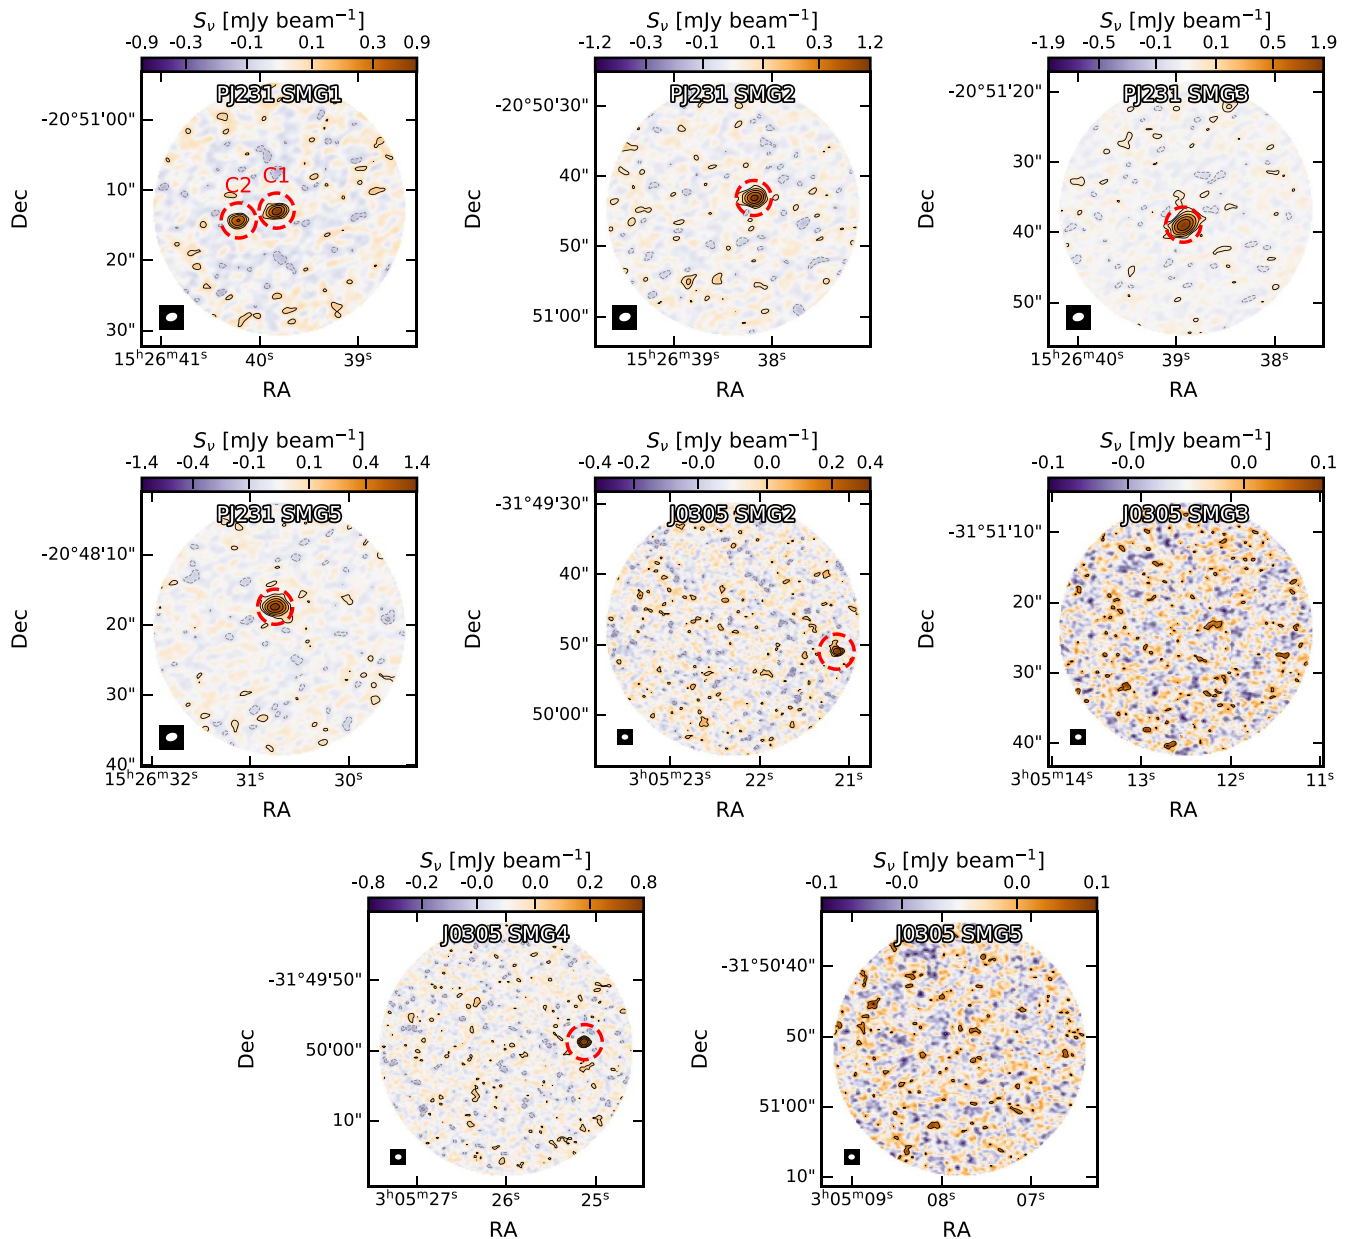 S_ν [mJy beam⁻¹] S_ν [mJy beam⁻¹] S_ν [mJy beam⁻¹]
-0.9 -0.3 -0.1 0.1 0.3 0.9 -1.2 -0.3 -0.1 0.1 0.3 1.2 -1.9 -0.5 -0.1 0.1 0.5 1.9
PJ231 SMG1 PJ231 SMG2 PJ231 SMG3
Dec -20°51'00" 10" 20" 30"
C2 C1
15ʰ26ᵐ41ˢ 40ˢ 39ˢ
RA
Dec -20°50'30" 40" 50" 51'00"
15ʰ26ᵐ39ˢ 38ˢ
RA
Dec -20°51'20" 30" 40" 50"
15ʰ26ᵐ40ˢ 39ˢ 38ˢ
RA
S_ν [mJy beam⁻¹] S_ν [mJy beam⁻¹] S_ν [mJy beam⁻¹]
-1.4 -0.4 -0.1 0.1 0.4 1.4 -0.4 -0.2 -0.0 0.0 0.2 0.4 -0.1 -0.0 0.0 0.1
PJ231 SMG5 J0305 SMG2 J0305 SMG3
Dec -20°48'10" 20" 30" 40"
15ʰ26ᵐ32ˢ 31ˢ 30ˢ
RA
Dec -31°49'30" 40" 50" 50'00"
3ʰ05ᵐ23ˢ 22ˢ 21ˢ
RA
Dec -31°51'10" 20" 30" 40"
3ʰ05ᵐ14ˢ 13ˢ 12ˢ 11ˢ
RA
S_ν [mJy beam⁻¹] S_ν [mJy beam⁻¹]
-0.8 -0.2 -0.0 0.0 0.2 0.8 -0.1 -0.0 0.0 0.1
J0305 SMG4 J0305 SMG5
Dec -31°49'50" 50'00" 10"
3ʰ05ᵐ27ˢ 26ˢ 25ˢ
RA
Dec -31°50'40" 50" 51'00" 10"
3ʰ05ᵐ09ˢ 08ˢ 07ˢ
RA